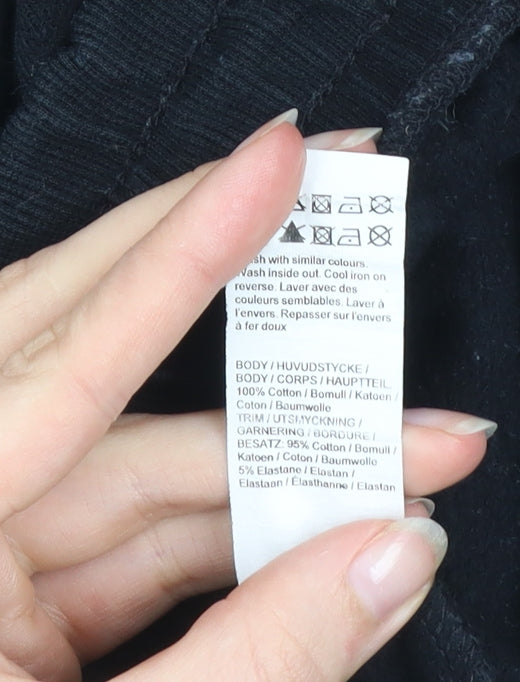 with similar colours.
Wash inside out. Cool iron on
reverse. Laver avec des
couleurs semblables. Laver à
l'envers. Repasser sur l'envers
à fer doux
BODY / HUVUDSTYCKE /
BODY / CORPS / HAUPTTEIL:
100% Cotton / Bomull / Katoen /
Coton / Baumwolle
TRIM / UTSMYCKNING /
GARNERING / BORDURE /
BESATZ: 95% Cotton / Bomull /
Katoen / Coton / Baumwolle
5% Elastane / Elastan /
Elastaan / Élasthanne / Elastan